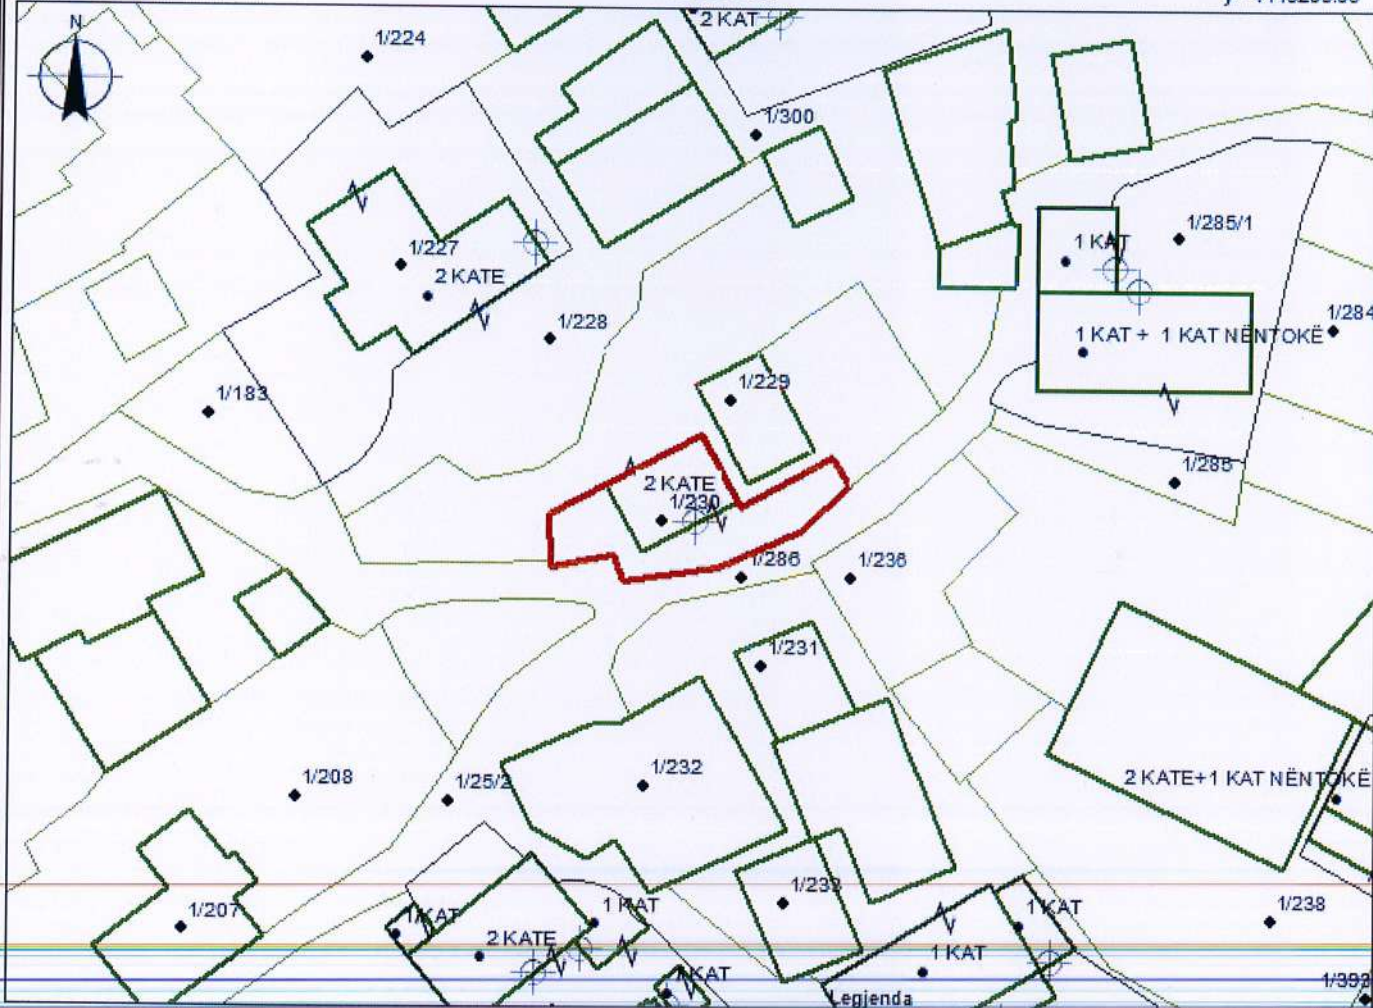 N
1/224
2 KAT
1/300
1/227
2 KATE
1/228
1 KAT
1/285/1
1 KAT + 1 KAT NËNTOKË
1/284
1/183
1/229
2 KATE
1/230
1/285
1/286
1/236
1/231
1/208
1/25/2
1/232
2 KATE+1 KAT NËNTOKË
1/207
1 KAT
2 KATE
1 KAT
1/233
1 KAT
1/238
1 KAT
1 KAT
Legjenda
1/393